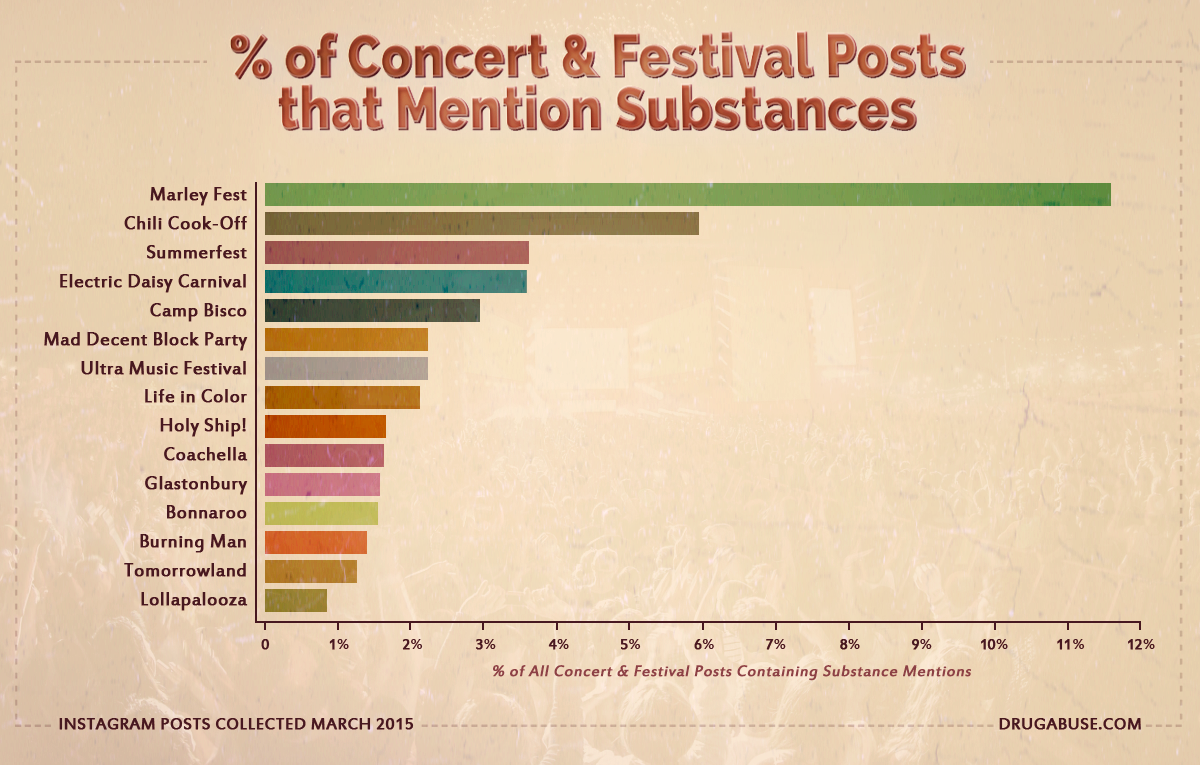 % of Concert & Festival Posts
that Mention Substances
Marley Fest
Chili Cook-Off
Summerfest
Electric Daisy Carnival
Camp Bisco
Mad Decent Block Party
Ultra Music Festival
Life in Color
Holy Ship!
Coachella
Glastonbury
Bonnaroo
Burning Man
Tomorrowland
Lollapalooza
0 1% 2% 3% 4% 5% 6% 7% 8% 9% 10% 11% 12%
% of All Concert & Festival Posts Containing Substance Mentions
INSTAGRAM POSTS COLLECTED MARCH 2015 DRUGABUSE.COM